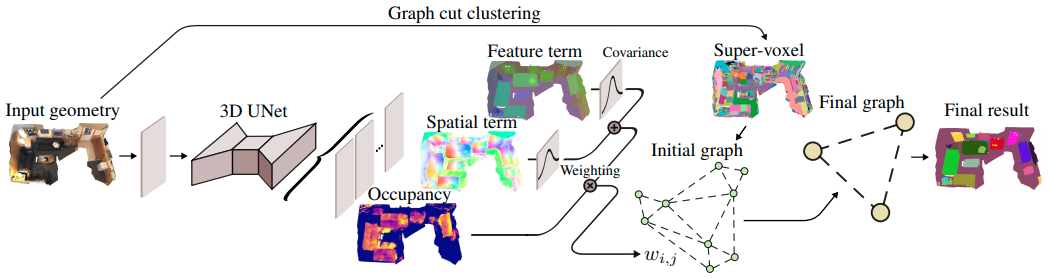 Graph cut clustering
Feature term
Covariance
Super-voxel
Input geometry
3D UNet
Spatial term
Final graph
Final result
Weighting
Initial graph
Occupancy
...
+
×
w_{i,j}